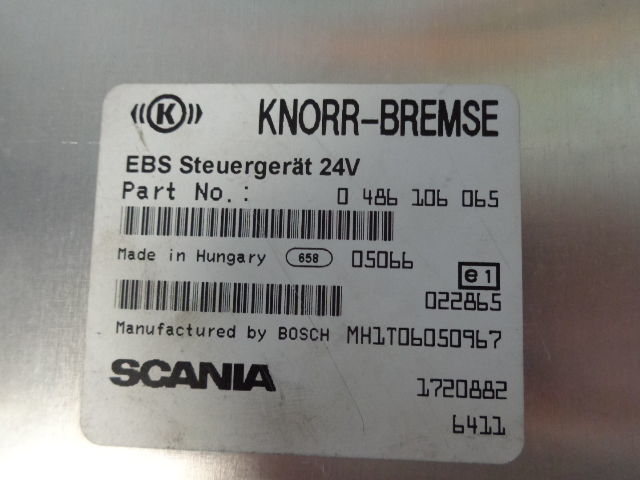 K KNORR-BREMSE
EBS Steuergerät 24V
Part No.: 0 486 106 065
Made in Hungary 658 05066
e1
022865
Manufactured by BOSCH MH1T06050967
SCANIA 1720882
6411